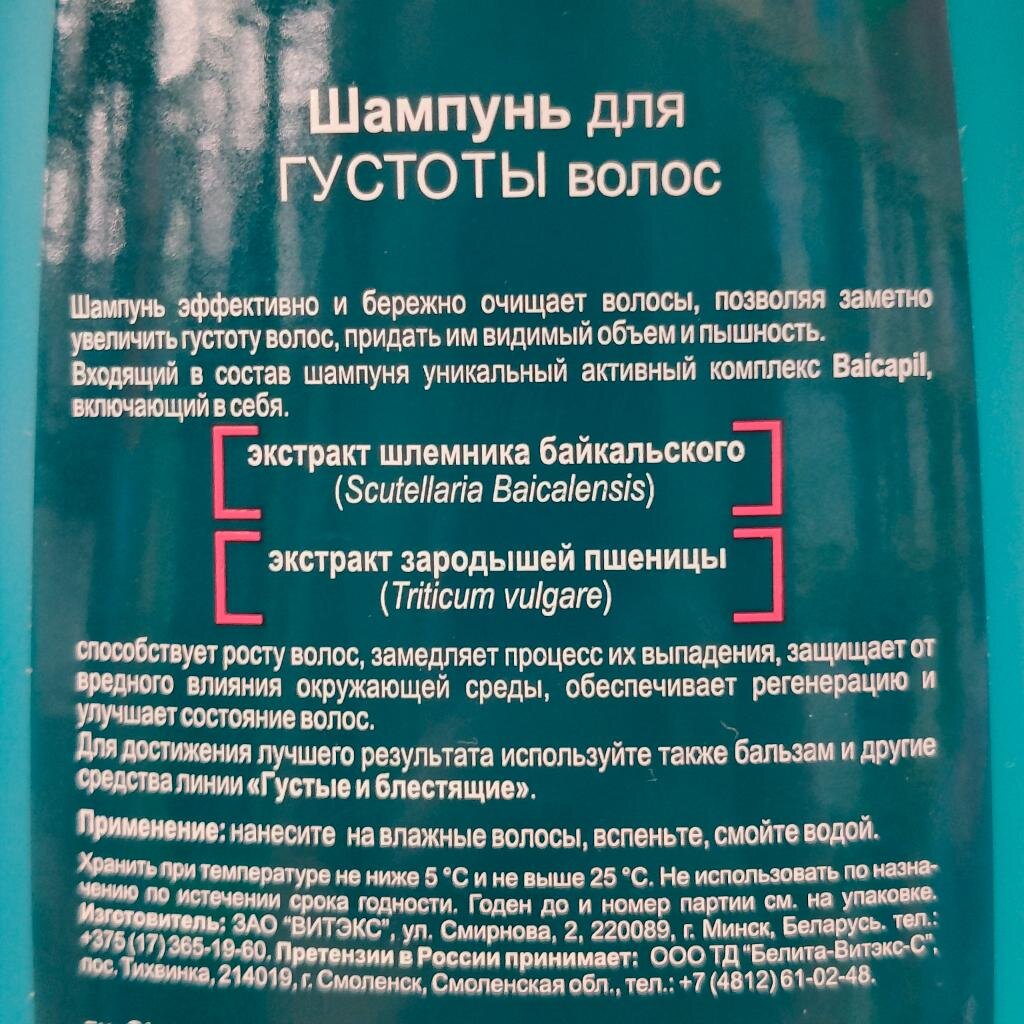 Шампунь для
ГУСТОТЫ волос
Шампунь эффективно и бережно очищает волосы, позволяя заметно
увеличить густоту волос, придать им видимый объем и пышность.
Входящий в состав шампуня уникальный активный комплекс Baicapil,
включающий в себя.
экстракт шлемника байкальского
(Scutellaria Baicalensis)
экстракт зародышей пшеницы
(Triticum vulgare)
способствует росту волос, замедляет процесс их выпадения, защищает от
вредного влияния окружающей среды, обеспечивает регенерацию и
улучшает состояние волос.
Для достижения лучшего результата используйте также бальзам и другие
средства линии «Густые и блестящие».
Применение: нанесите на влажные волосы, вспеньте, смойте водой.
Хранить при температуре не ниже 5 °С и не выше 25 °С. Не использовать по назна-
чению по истечении срока годности. Годен до и номер партии см. на упаковке.
Изготовитель: ЗАО "ВИТЭКС", ул. Смирнова, 2, 220089, г. Минск, Беларусь. тел.:
+375(17)365-19-60. Претензии в России принимает: ООО ТД "Белита-Витэкс-С",
пос. Тихвинка, 214019, г. Смоленск, Смоленская обл., тел.: +7 (4812) 61-02-48.